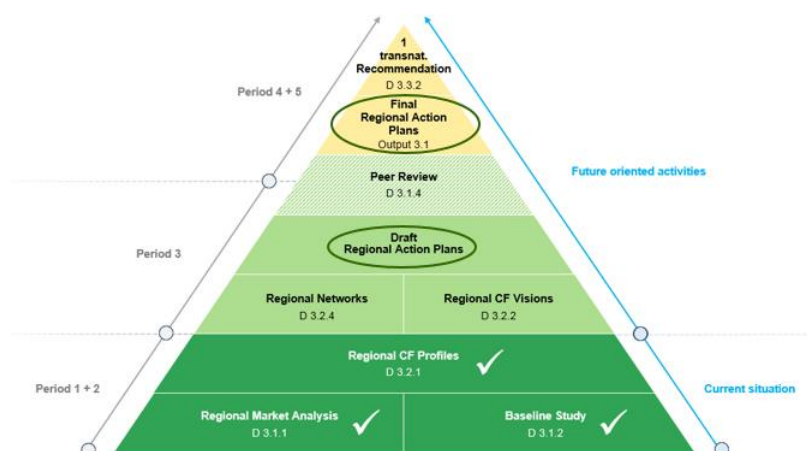 1
transnat.
Recommendation
D 3.3.2
Period 4 + 5
Final
Regional Action
Plans
Output 3.1
Peer Review
D 3.1.4
Future oriented activities
Draft
Regional Action Plans
Period 3
Regional Networks
D 3.2.4
Regional CF Visions
D 3.2.2
Regional CF Profiles
D 3.2.1
Period 1 + 2
Current situation
Regional Market Analysis
D 3.1.1
Baseline Study
D 3.1.2